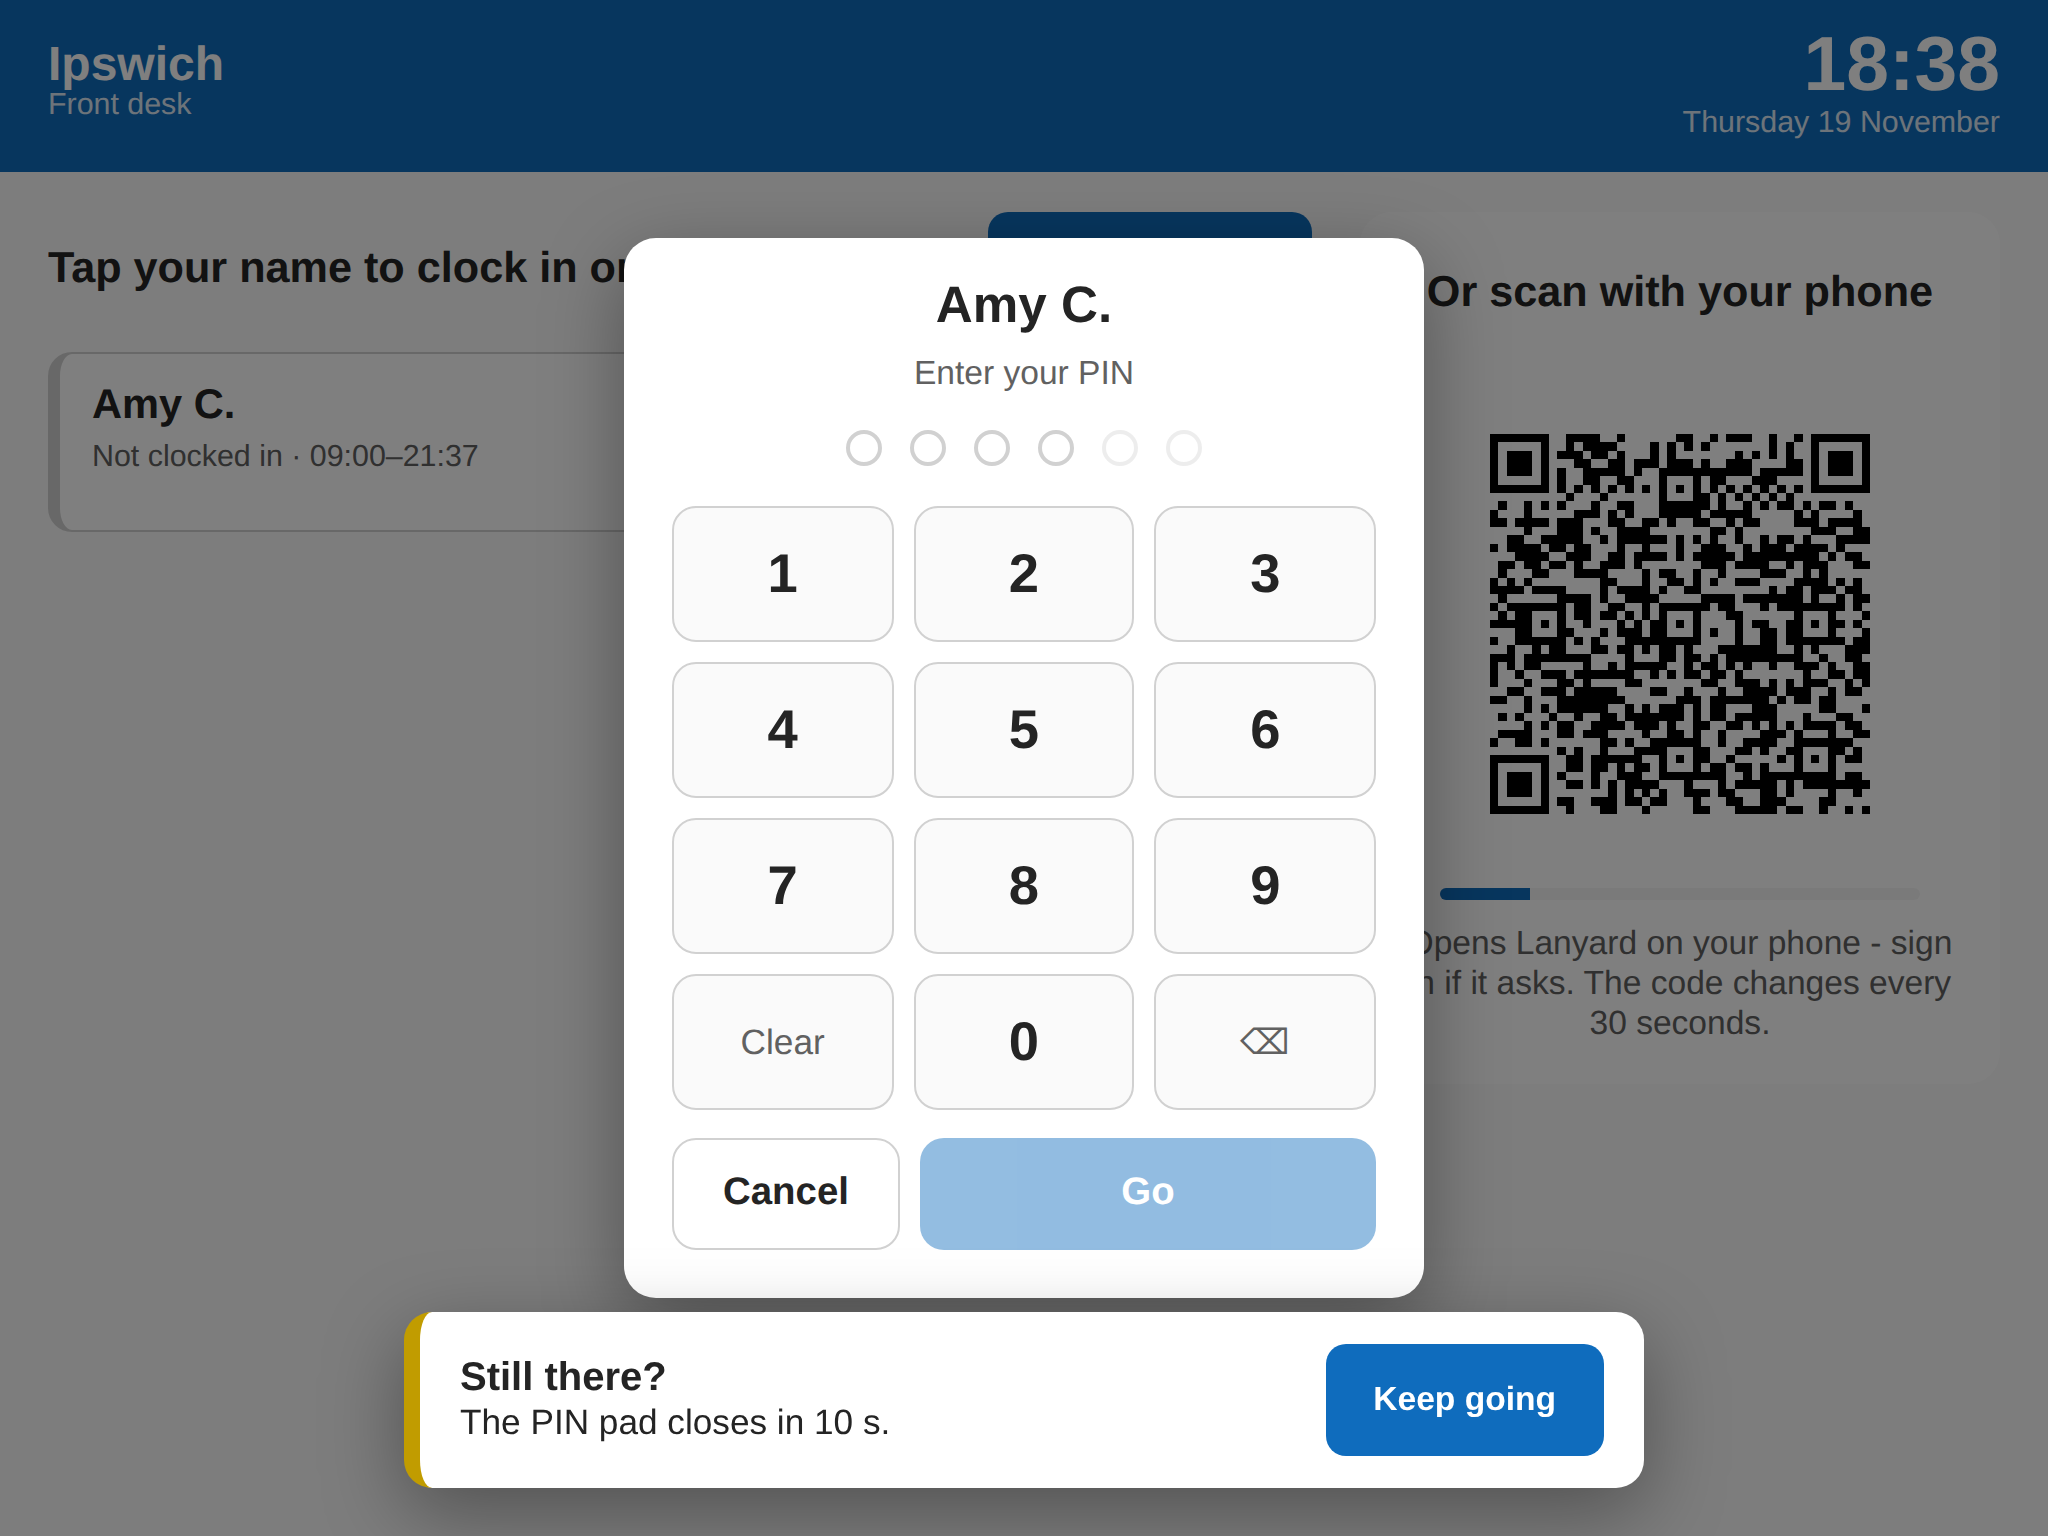 Ipswich
Front desk
18:38
Thursday 19 November
Tap your name to clock in or
Amy C.
Not clocked in · 09:00–21:37
Amy C.
Enter your PIN
1 2 3
4 5 6
7 8 9
Clear 0 ⌫
Cancel Go
Or scan with your phone
Opens Lanyard on your phone - sign
if it asks. The code changes every
30 seconds.
Still there?
The PIN pad closes in 10 s.
Keep going